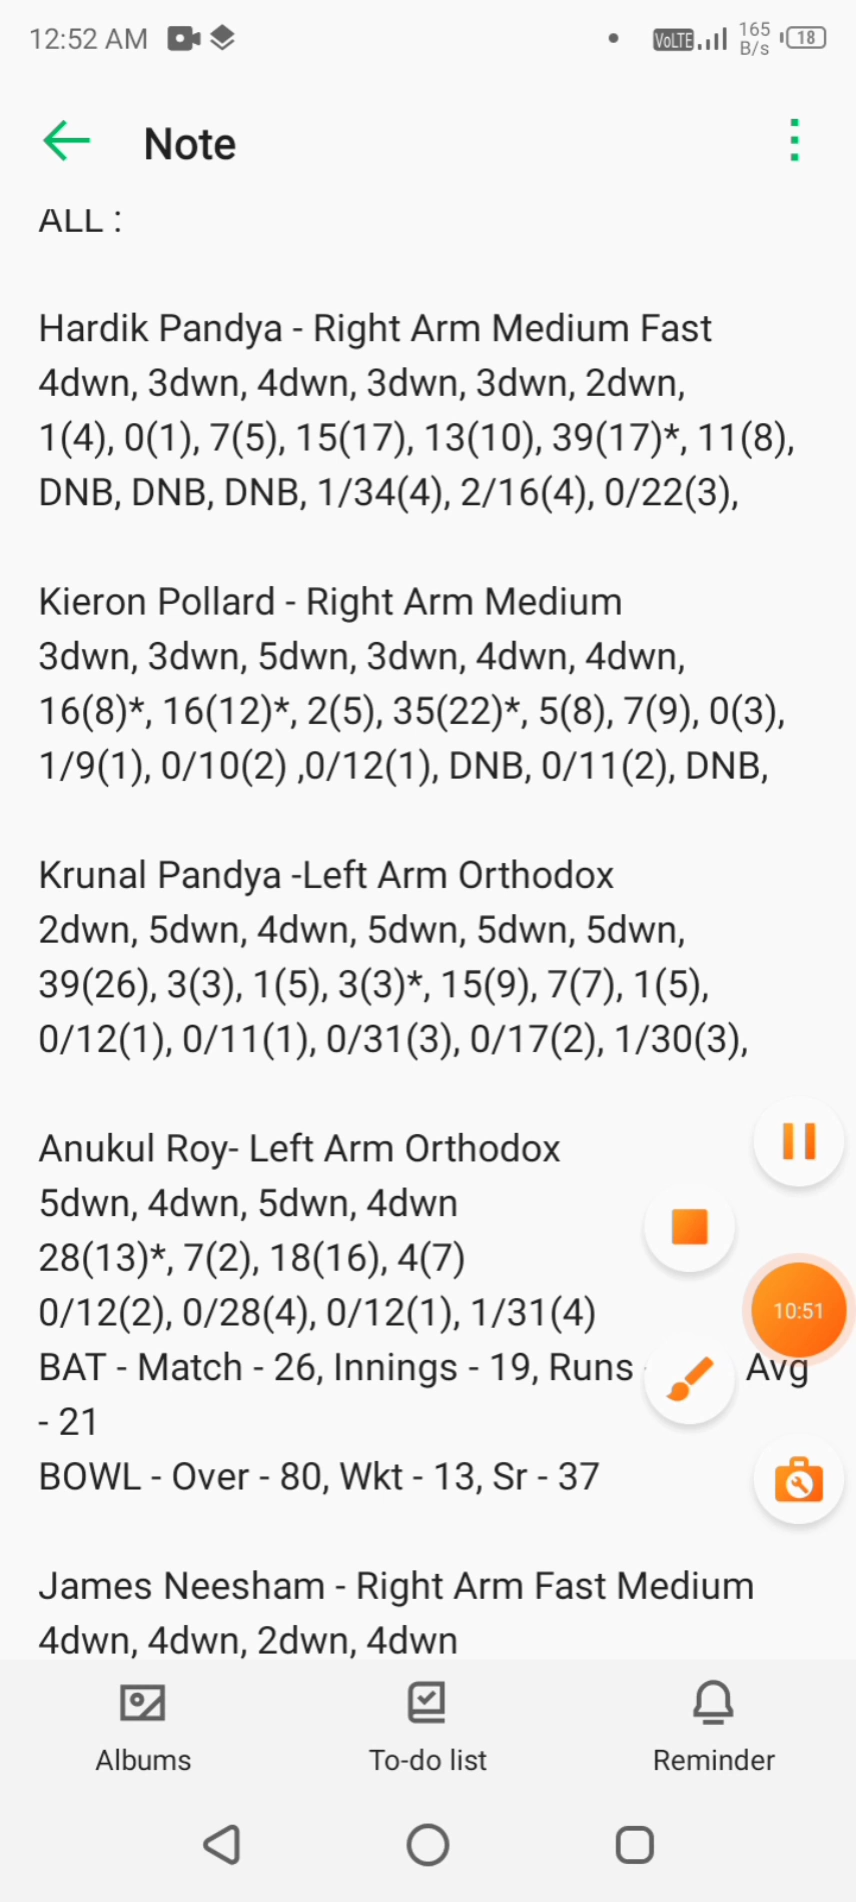 12:52 AM VoLTE 165 B/s 18
Note
ALL :
Hardik Pandya - Right Arm Medium Fast
4dwn, 3dwn, 4dwn, 3dwn, 3dwn, 2dwn,
1(4), 0(1), 7(5), 15(17), 13(10), 39(17)*, 11(8),
DNB, DNB, DNB, 1/34(4), 2/16(4), 0/22(3),
Kieron Pollard - Right Arm Medium
3dwn, 3dwn, 5dwn, 3dwn, 4dwn, 4dwn,
16(8)*, 16(12)*, 2(5), 35(22)*, 5(8), 7(9), 0(3),
1/9(1), 0/10(2) ,0/12(1), DNB, 0/11(2), DNB,
Krunal Pandya -Left Arm Orthodox
2dwn, 5dwn, 4dwn, 5dwn, 5dwn, 5dwn,
39(26), 3(3), 1(5), 3(3)*, 15(9), 7(7), 1(5),
0/12(1), 0/11(1), 0/31(3), 0/17(2), 1/30(3),
Anukul Roy- Left Arm Orthodox
5dwn, 4dwn, 5dwn, 4dwn
28(13)*, 7(2), 18(16), 4(7)
0/12(2), 0/28(4), 0/12(1), 1/31(4)
10:51
BAT - Match - 26, Innings - 19, Runs Avg
- 21
BOWL - Over - 80, Wkt - 13, Sr - 37
James Neesham - Right Arm Fast Medium
4dwn, 4dwn, 2dwn, 4dwn
Albums To-do list Reminder